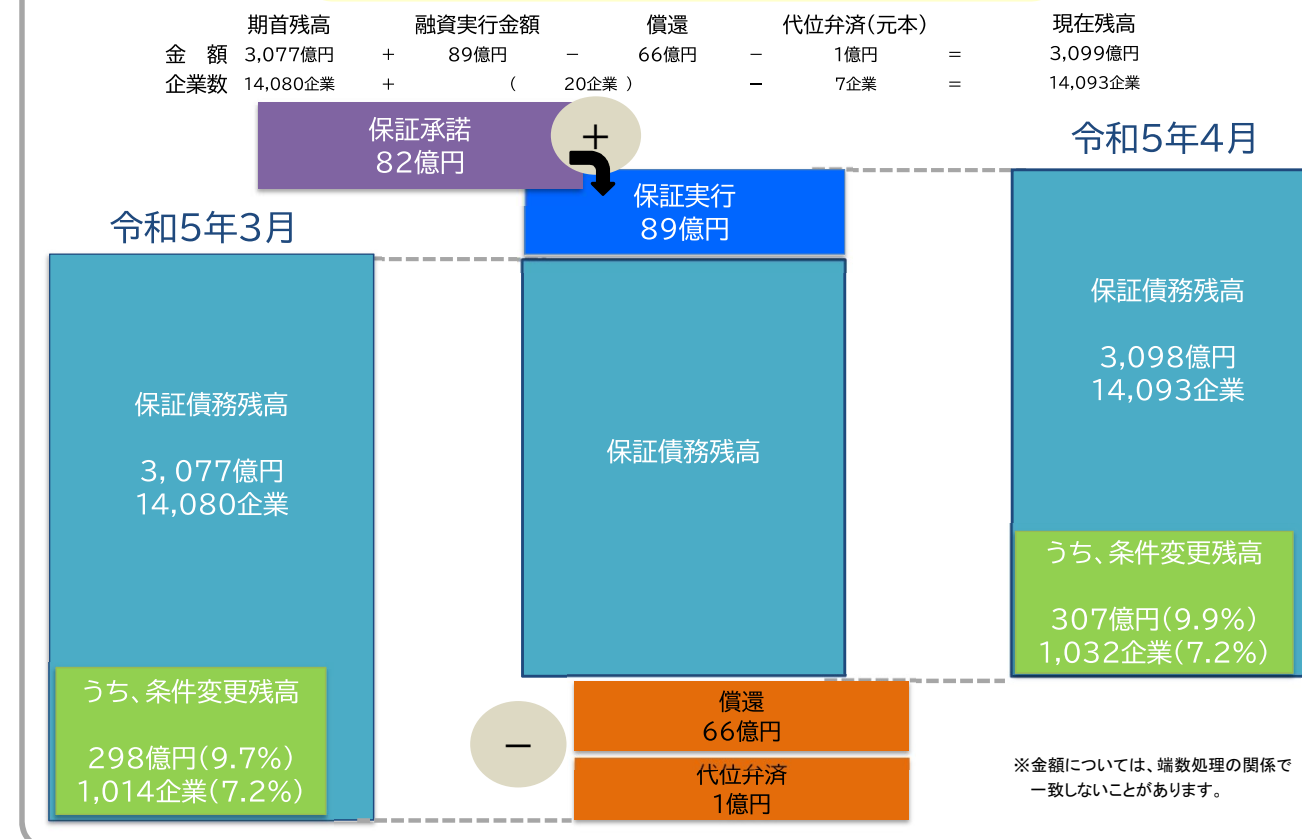 期首残高 融資実行金額 償還 代位弁済(元本) 現在残高
金 額 3,077億円 + 89億円 − 66億円 − 1億円 = 3,099億円
企業数 14,080企業 + ( 20企業 ) − 7企業 = 14,093企業
保証承諾
82億円
+
令和5年4月
保証実行
89億円
令和5年3月
保証債務残高
3,077億円
14,080企業
保証債務残高
保証債務残高
3,098億円
14,093企業
うち、条件変更残高
307億円(9.9%)
1,032企業(7.2%)
うち、条件変更残高
298億円(9.7%)
1,014企業(7.2%)
−
償還
66億円
代位弁済
1億円
※金額については、端数処理の関係で
一致しないことがあります。